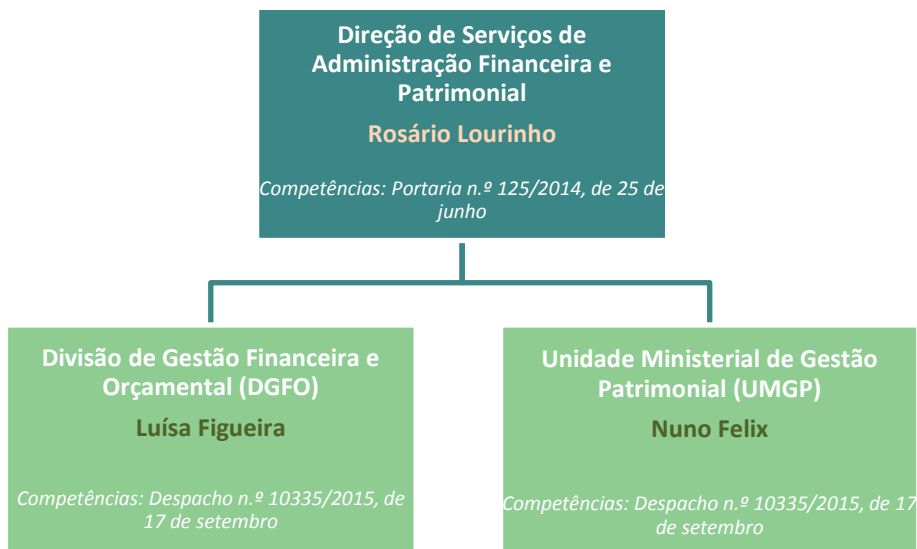 Direção de Serviços de
Administração Financeira e
Patrimonial
Rosário Lourinho
Competências: Portaria n.º 125/2014, de 25 de
junho
Divisão de Gestão Financeira e
Orçamental (DGFO)
Luísa Figueira
Competências: Despacho n.º 10335/2015, de
17 de setembro
Unidade Ministerial de Gestão
Patrimonial (UMGP)
Nuno Felix
Competências: Despacho n.º 10335/2015, de 17
de setembro